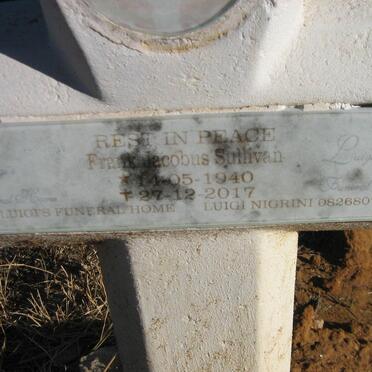 REST IN PEACE
Frank Jacobus Sullivan
* 14-05-1940
✝ 27-12-2017
LUIGI'S FUNERAL HOME LUIGI NIGRINI 082680